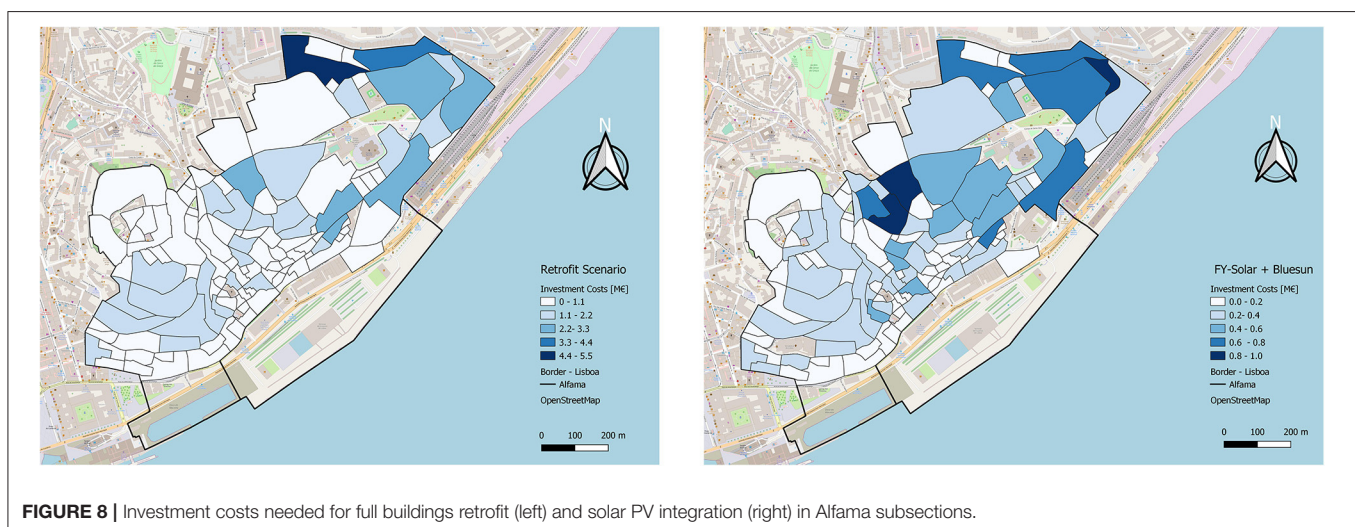 N
Retrofit Scenario
Investment Costs [M€]
0 - 1.1
1.1 - 2.2
2.2- 3.3
3.3 - 4.4
4.4 - 5.5
Border - Lisboa
Alfama
OpenStreetMap
0 100 200 m
N
FY-Solar + Bluesun
Investment Costs [M€]
0.0 - 0.2
0.2- 0.4
0.4 - 0.6
0.6 - 0.8
0.8 - 1.0
Border - Lisboa
Alfama
OpenStreetMap
0 100 200 m
FIGURE 8 | Investment costs needed for full buildings retrofit (left) and solar PV integration (right) in Alfama subsections.